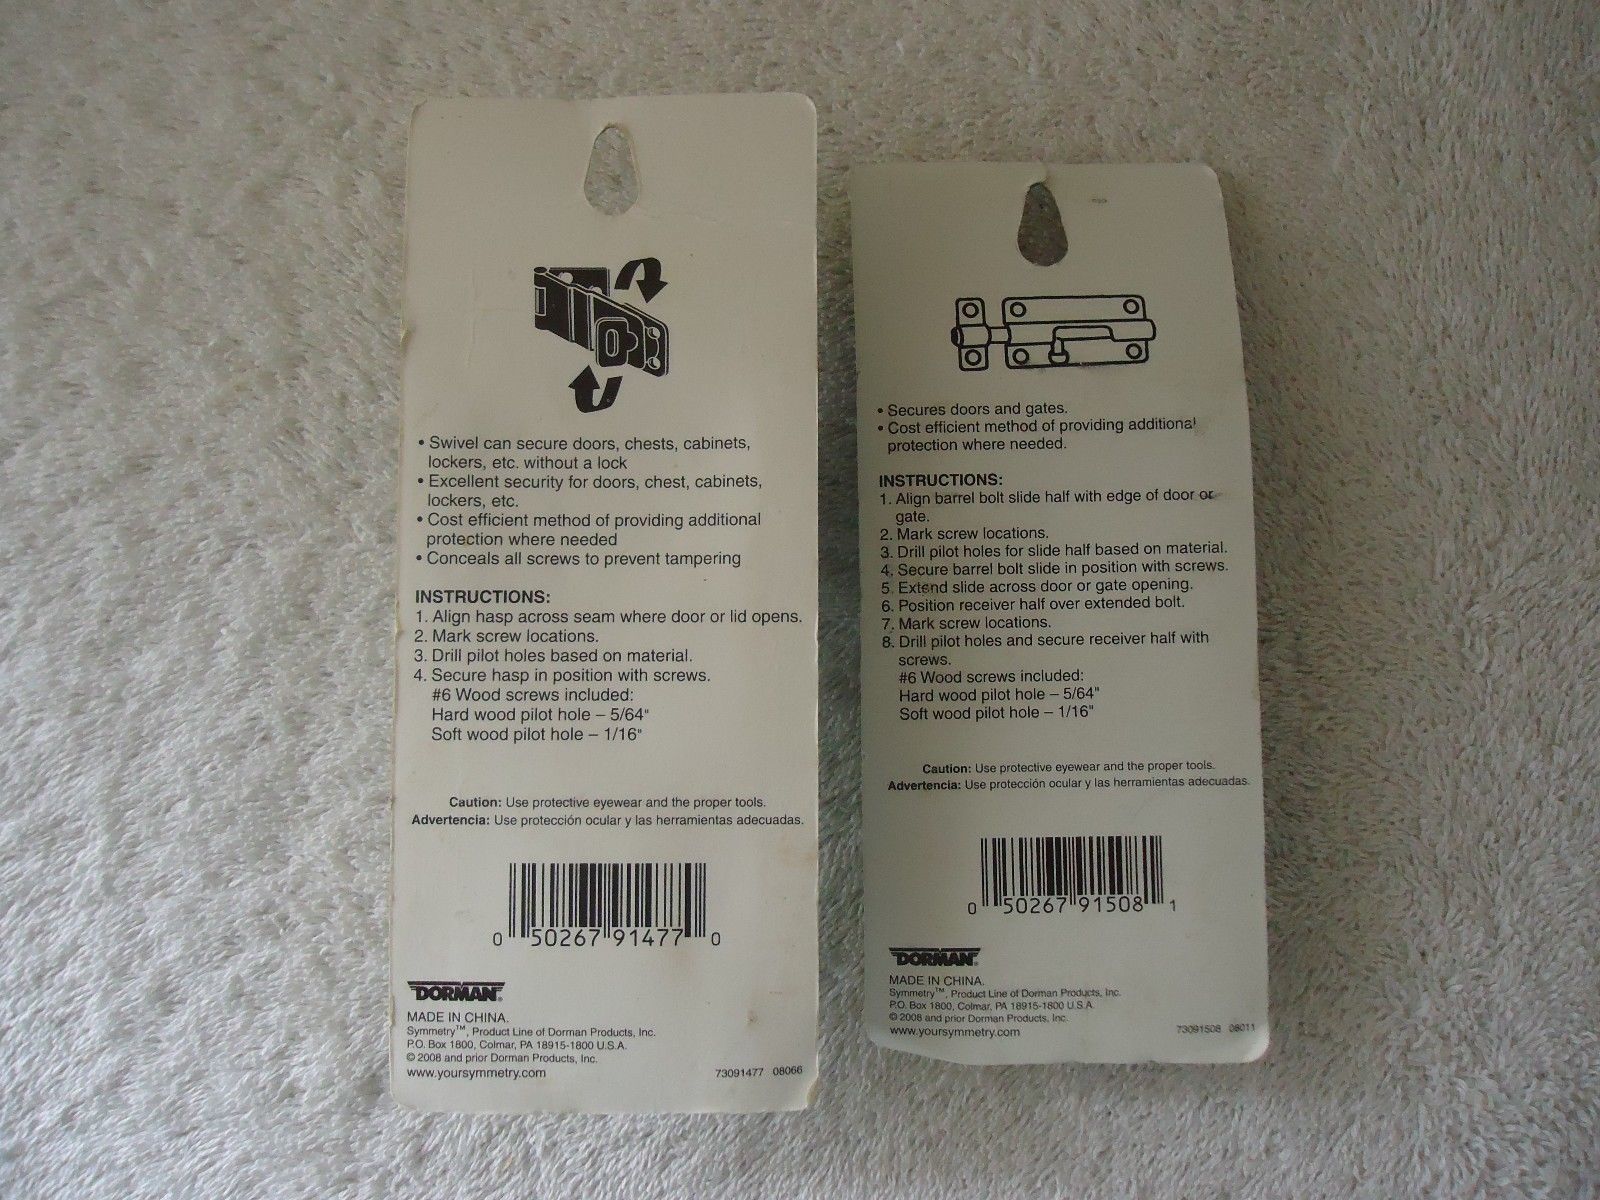 • Swivel can secure doors, chests, cabinets,
lockers, etc. without a lock
• Excellent security for doors, chest, cabinets,
lockers, etc.
• Cost efficient method of providing additional
protection where needed
• Conceals all screws to prevent tampering
INSTRUCTIONS:
1. Align hasp across seam where door or lid opens.
2. Mark screw locations.
3. Drill pilot holes based on material.
4. Secure hasp in position with screws.
#6 Wood screws included:
Hard wood pilot hole – 5/64"
Soft wood pilot hole – 1/16"
Caution: Use protective eyewear and the proper tools.
Advertencia: Use protección ocular y las herramientas adecuadas.
0 50267 91477 0
DORMAN®
MADE IN CHINA.
Symmetry™, Product Line of Dorman Products, Inc.
P.O. Box 1800, Colmar, PA 18915-1800 U.S.A.
© 2008 and prior Dorman Products, Inc.
www.yoursymmetry.com
73091477 08066
• Secures doors and gates.
• Cost efficient method of providing additional
protection where needed.
INSTRUCTIONS:
1. Align barrel bolt slide half with edge of door or
gate.
2. Mark screw locations.
3. Drill pilot holes for slide half based on material.
4. Secure barrel bolt slide in position with screws.
5. Extend slide across door or gate opening.
6. Position receiver half over extended bolt.
7. Mark screw locations.
8. Drill pilot holes and secure receiver half with
screws.
#6 Wood screws included:
Hard wood pilot hole – 5/64"
Soft wood pilot hole – 1/16"
Caution: Use protective eyewear and the proper tools.
Advertencia: Use protección ocular y las herramientas adecuadas.
0 50267 91508 1
DORMAN®
MADE IN CHINA.
Symmetry™, Product Line of Dorman Products, Inc.
P.O. Box 1800, Colmar, PA 18915-1800 U.S.A.
© 2008 and prior Dorman Products, Inc.
www.yoursymmetry.com
73091508 08011